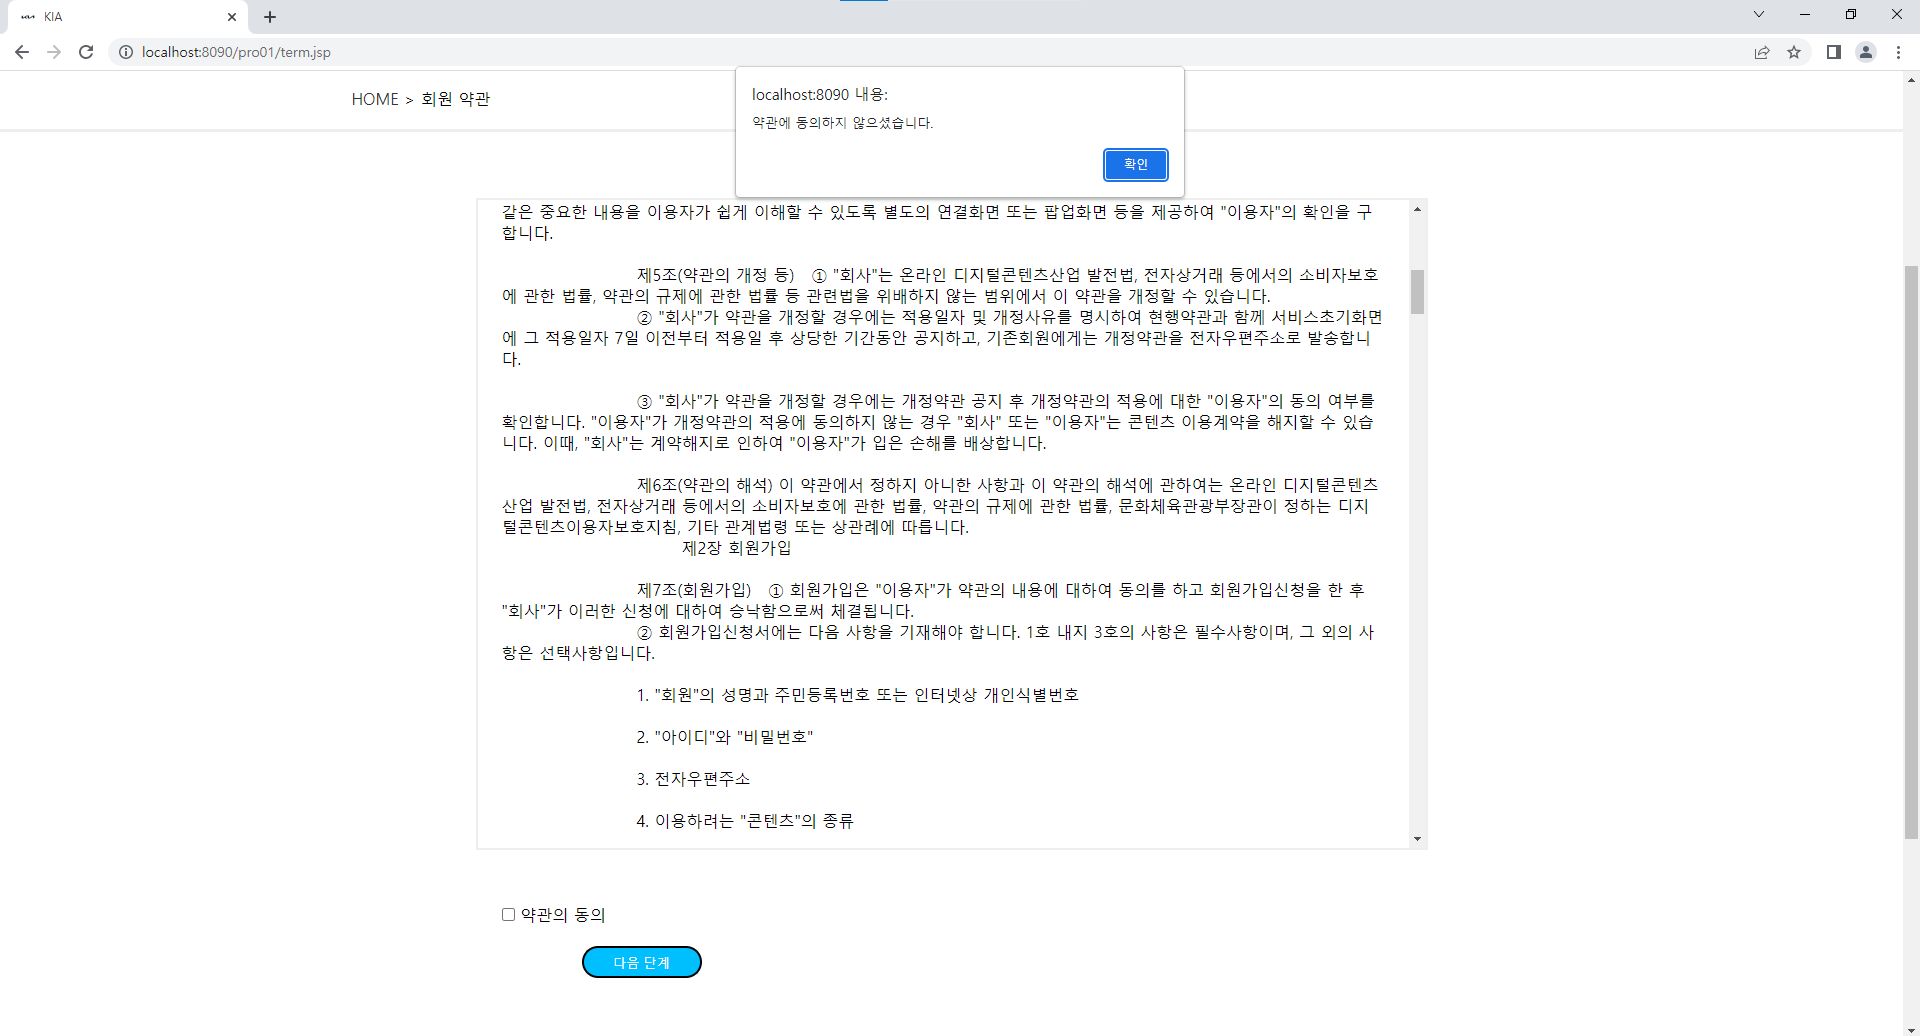 KIA
localhost:8090/pro01/term.jsp
HOME > 회원 약관
localhost:8090 내용:
약관에 동의하지 않으셨습니다.
확인
같은 중요한 내용을 이용자가 쉽게 이해할 수 있도록 별도의 연결화면 또는 팝업화면 등을 제공하여 "이용자"의 확인을 구
합니다.
제5조(약관의 개정 등) ① "회사"는 온라인 디지털콘텐츠산업 발전법, 전자상거래 등에서의 소비자보호
에 관한 법률, 약관의 규제에 관한 법률 등 관련법을 위배하지 않는 범위에서 이 약관을 개정할 수 있습니다.
② "회사"가 약관을 개정할 경우에는 적용일자 및 개정사유를 명시하여 현행약관과 함께 서비스초기화면
에 그 적용일자 7일 이전부터 적용일 후 상당한 기간동안 공지하고, 기존회원에게는 개정약관을 전자우편주소로 발송합니
다.
③ "회사"가 약관을 개정할 경우에는 개정약관 공지 후 개정약관의 적용에 대한 "이용자"의 동의 여부를
확인합니다. "이용자"가 개정약관의 적용에 동의하지 않는 경우 "회사" 또는 "이용자"는 콘텐츠 이용계약을 해지할 수 있습
니다. 이때, "회사"는 계약해지로 인하여 "이용자"가 입은 손해를 배상합니다.
제6조(약관의 해석) 이 약관에서 정하지 아니한 사항과 이 약관의 해석에 관하여는 온라인 디지털콘텐츠
산업 발전법, 전자상거래 등에서의 소비자보호에 관한 법률, 약관의 규제에 관한 법률, 문화체육관광부장관이 정하는 디지
털콘텐츠이용자보호지침, 기타 관계법령 또는 상관례에 따릅니다.
제2장 회원가입
제7조(회원가입) ① 회원가입은 "이용자"가 약관의 내용에 대하여 동의를 하고 회원가입신청을 한 후
"회사"가 이러한 신청에 대하여 승낙함으로써 체결됩니다.
② 회원가입신청서에는 다음 사항을 기재해야 합니다. 1호 내지 3호의 사항은 필수사항이며, 그 외의 사
항은 선택사항입니다.
1. "회원"의 성명과 주민등록번호 또는 인터넷상 개인식별번호
2. "아이디"와 "비밀번호"
3. 전자우편주소
4. 이용하려는 "콘텐츠"의 종류
약관의 동의
다음 단계